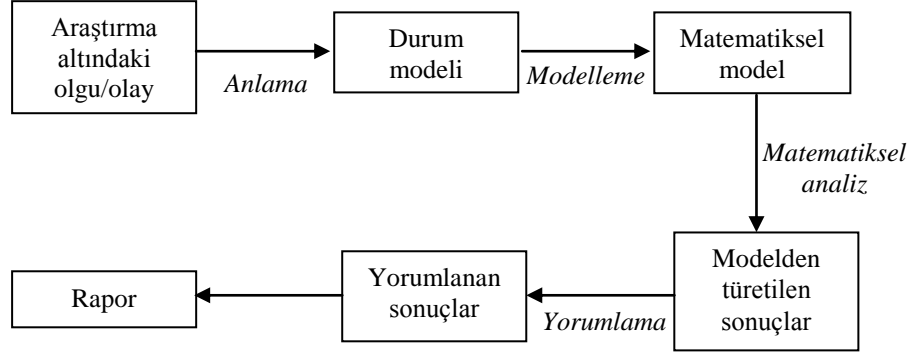 Araştırma
altındaki
olgu/olay
Anlama
Durum
modeli
Modelleme
Matematiksel
model
Matematiksel
analiz
Modelden
türetilen
sonuçlar
Yorumlama
Yorumlanan
sonuçlar
Rapor